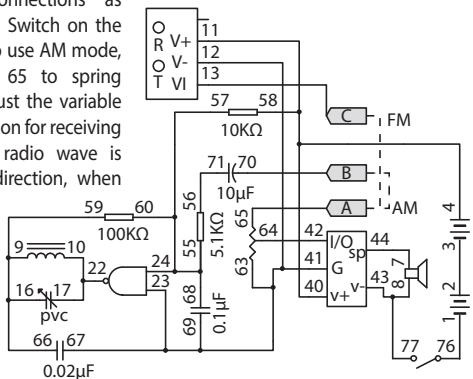 onnections as
Switch on the
o use AM mode,
65 to spring
ust the variable
on for receiving
radio wave is
direction, when
R V+ 11
V- 12
T VI 13
57 58
10KΩ
C FM
71 70
10µF
B
A AM
59 60
100KΩ
56
55
5.1KΩ
65
64
63
42 I/O
sp 44
41 G
40 v+
v- 43
7
8
4
3
2
1
9 10
16 17
pvc
22
24
23
68
69
0.1µF
66 67
0.02µF
77 76